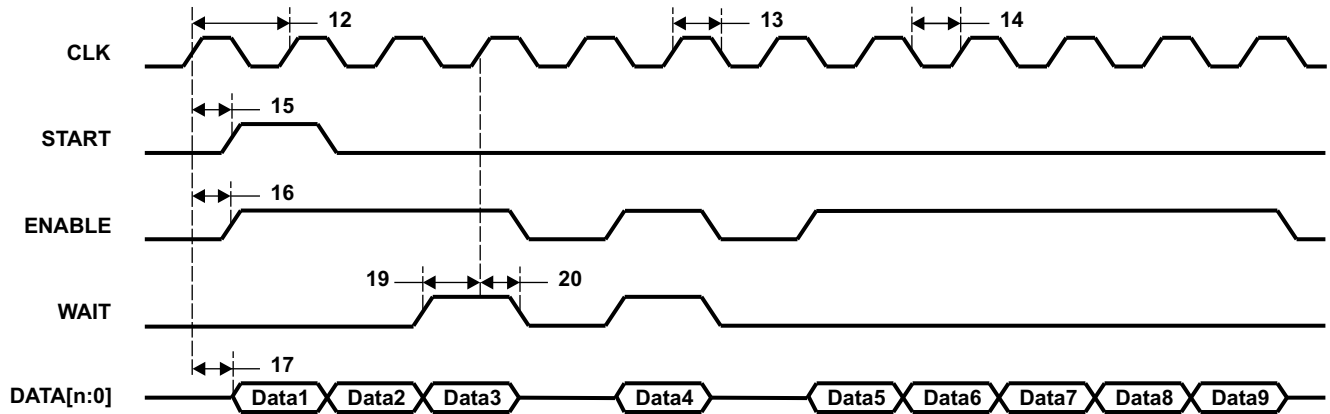 12 13 14
CLK
15
START
16
ENABLE
19 20
WAIT
17
DATA[n:0] Data1 Data2 Data3 Data4 Data5 Data6 Data7 Data8 Data9